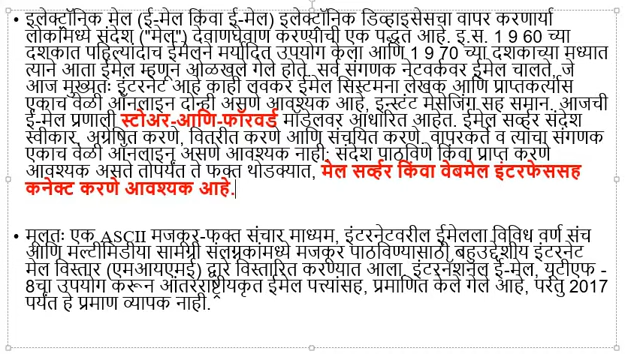 • इलेक्ट्रॉनिक मेल (ई-मेल किंवा ई-मेल) इलेक्ट्रॉनिक डिव्हाइसेसचा वापर करणार्या
लोकांमध्ये संदेश ("मेल") देवाणघेवाण करण्याची एक पद्धत आहे. इ.स. 1 9 60 च्या
दशकात पहिल्यांदाच ईमेलने मर्यादित उपयोग केला आणि 1 9 70 च्या दशकाच्या मध्यात
त्याने आता ईमेल म्हणून ओळखले गेले होते. सर्व संगणक नेटवर्कवर ईमेल चालते, जे
आज मुख्यतः इंटरनेट आहे काही लवकर ईमेल सिस्टमना लेखक आणि प्राप्तकर्त्यास
एकाच वेळी ऑनलाइन दोन्ही असणे आवश्यक आहे, इन्स्टंट मेसेजिंग सह समान. आजची
ई-मेल प्रणाली स्टोअर-आणि-फॉरवर्ड मॉडेलवर आधारित आहेत. ईमेल सर्व्हर संदेश
स्वीकार, अग्रेषित करणे, वितरीत करणे आणि संचयित करणे. वापरकर्ते व त्यांचा संगणक
एकाच वेळी ऑनलाइन असणे आवश्यक नाही; संदेश पाठविणे किंवा प्राप्त करणे
आवश्यक असते तोपर्यंत ते फक्त थोडक्यात, मेल सर्व्हर किंवा वेबमेल इंटरफेससह
कनेक्ट करणे आवश्यक आहे.
• मूलतः एक ASCII मजकूर-फक्त संचार माध्यम, इंटरनेटवरील ईमेलला विविध वर्ण संच
आणि मल्टीमिडीया सामग्री संलग्नकांमध्ये मजकूर पाठविण्यासाठी बहुउद्देशीय इंटरनेट
मेल विस्तार (एमआयएमई) द्वारे विस्तारित करण्यात आला. इंटरनॅशनल ई-मेल, यूटीएफ -
8चा उपयोग करून आंतरराष्ट्रीयकृत ईमेल पत्त्यांसह, प्रमाणित केले गेले आहे, परंतु 2017
पर्यंत हे प्रमाण व्यापक नाही.